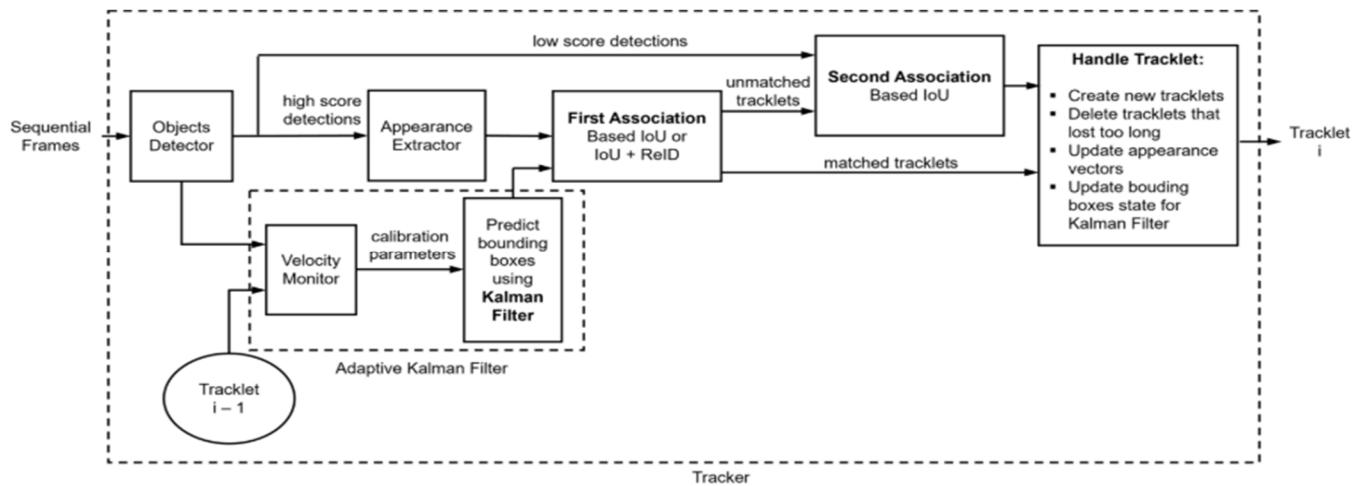 low score detections
Second Association
Based IoU
Handle Tracklet:
▪ Create new tracklets
▪ Delete tracklets that
lost too long
▪ Update appearance
vectors
▪ Update bouding
boxes state for
Kalman Filter
unmatched
tracklets
Sequential
Frames
Objects
Detector
high score
detections
Appearance
Extractor
First Association
Based IoU or
IoU + ReID
matched tracklets
Tracklet
i
Velocity
Monitor
calibration
parameters
Predict
bounding
boxes
using
Kalman
Filter
Adaptive Kalman Filter
Tracklet
i – 1
Tracker